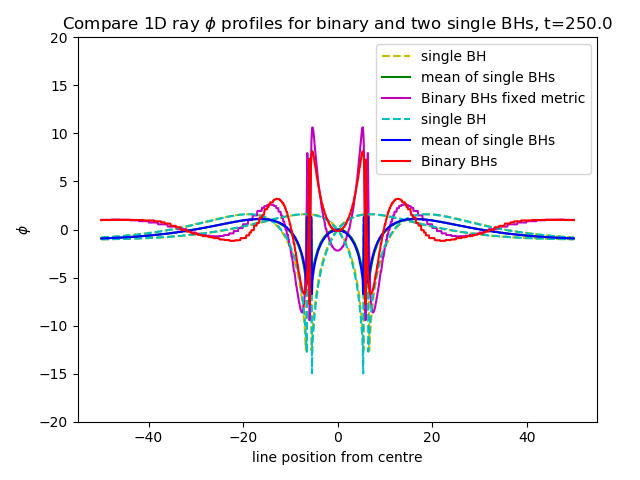 Compare 1D ray ϕ profiles for binary and two single BHs, t=250.0
20
15
10
5
0
−5
−10
−15
−20
ϕ
single BH
mean of single BHs
Binary BHs fixed metric
single BH
mean of single BHs
Binary BHs
−40 −20 0 20 40
line position from centre